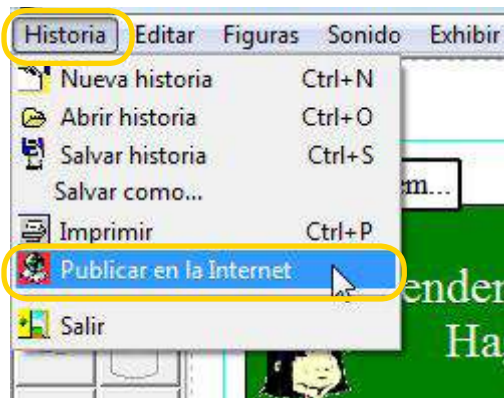 Historia Editar Figuras Sonido Exhibir
Nueva historia Ctrl+N
Abrir historia Ctrl+O
Salvar historia Ctrl+S
Salvar como...
Imprimir Ctrl+P
Publicar en la Internet
Salir